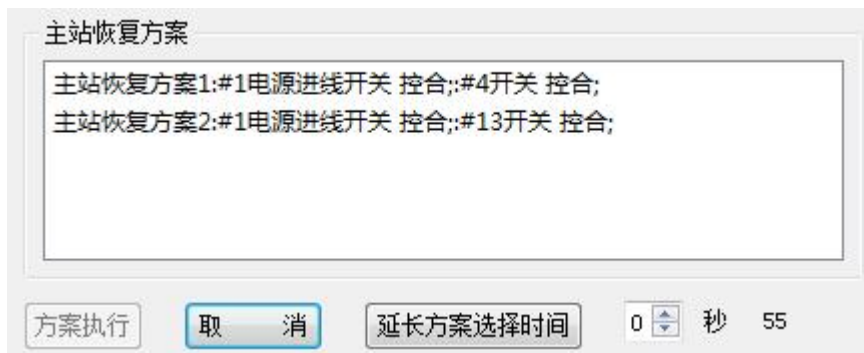 主站恢复方案
主站恢复方案1:#1电源进线开关 控合;:#4开关 控合;
主站恢复方案2:#1电源进线开关 控合;:#13开关 控合;
方案执行 取 消 延长方案选择时间 0 秒 55